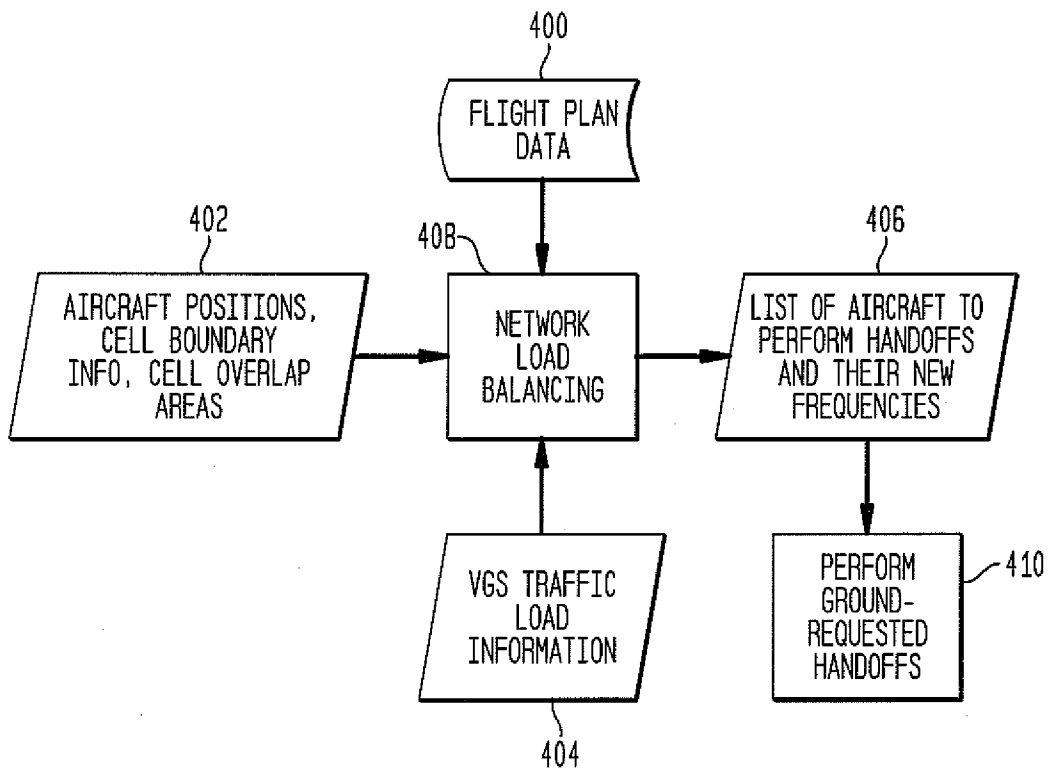 400
FLIGHT PLAN
DATA
402
AIRCRAFT POSITIONS,
CELL BOUNDARY
INFO, CELL OVERLAP
AREAS
408
NETWORK
LOAD
BALANCING
406
LIST OF AIRCRAFT TO
PERFORM HANDOFFS
AND THEIR NEW
FREQUENCIES
VGS TRAFFIC
LOAD
INFORMATION
404
PERFORM
GROUND-
REQUESTED
HANDOFFS
410